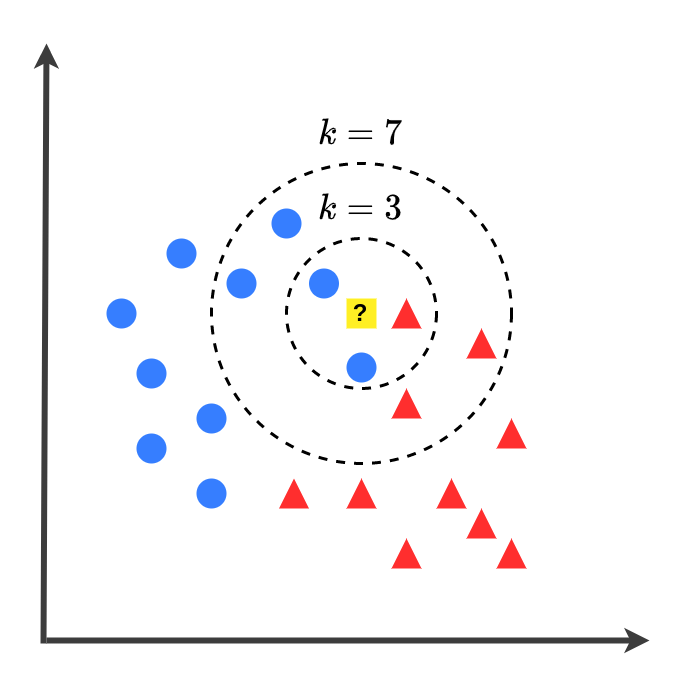 k = 7
k = 3
?